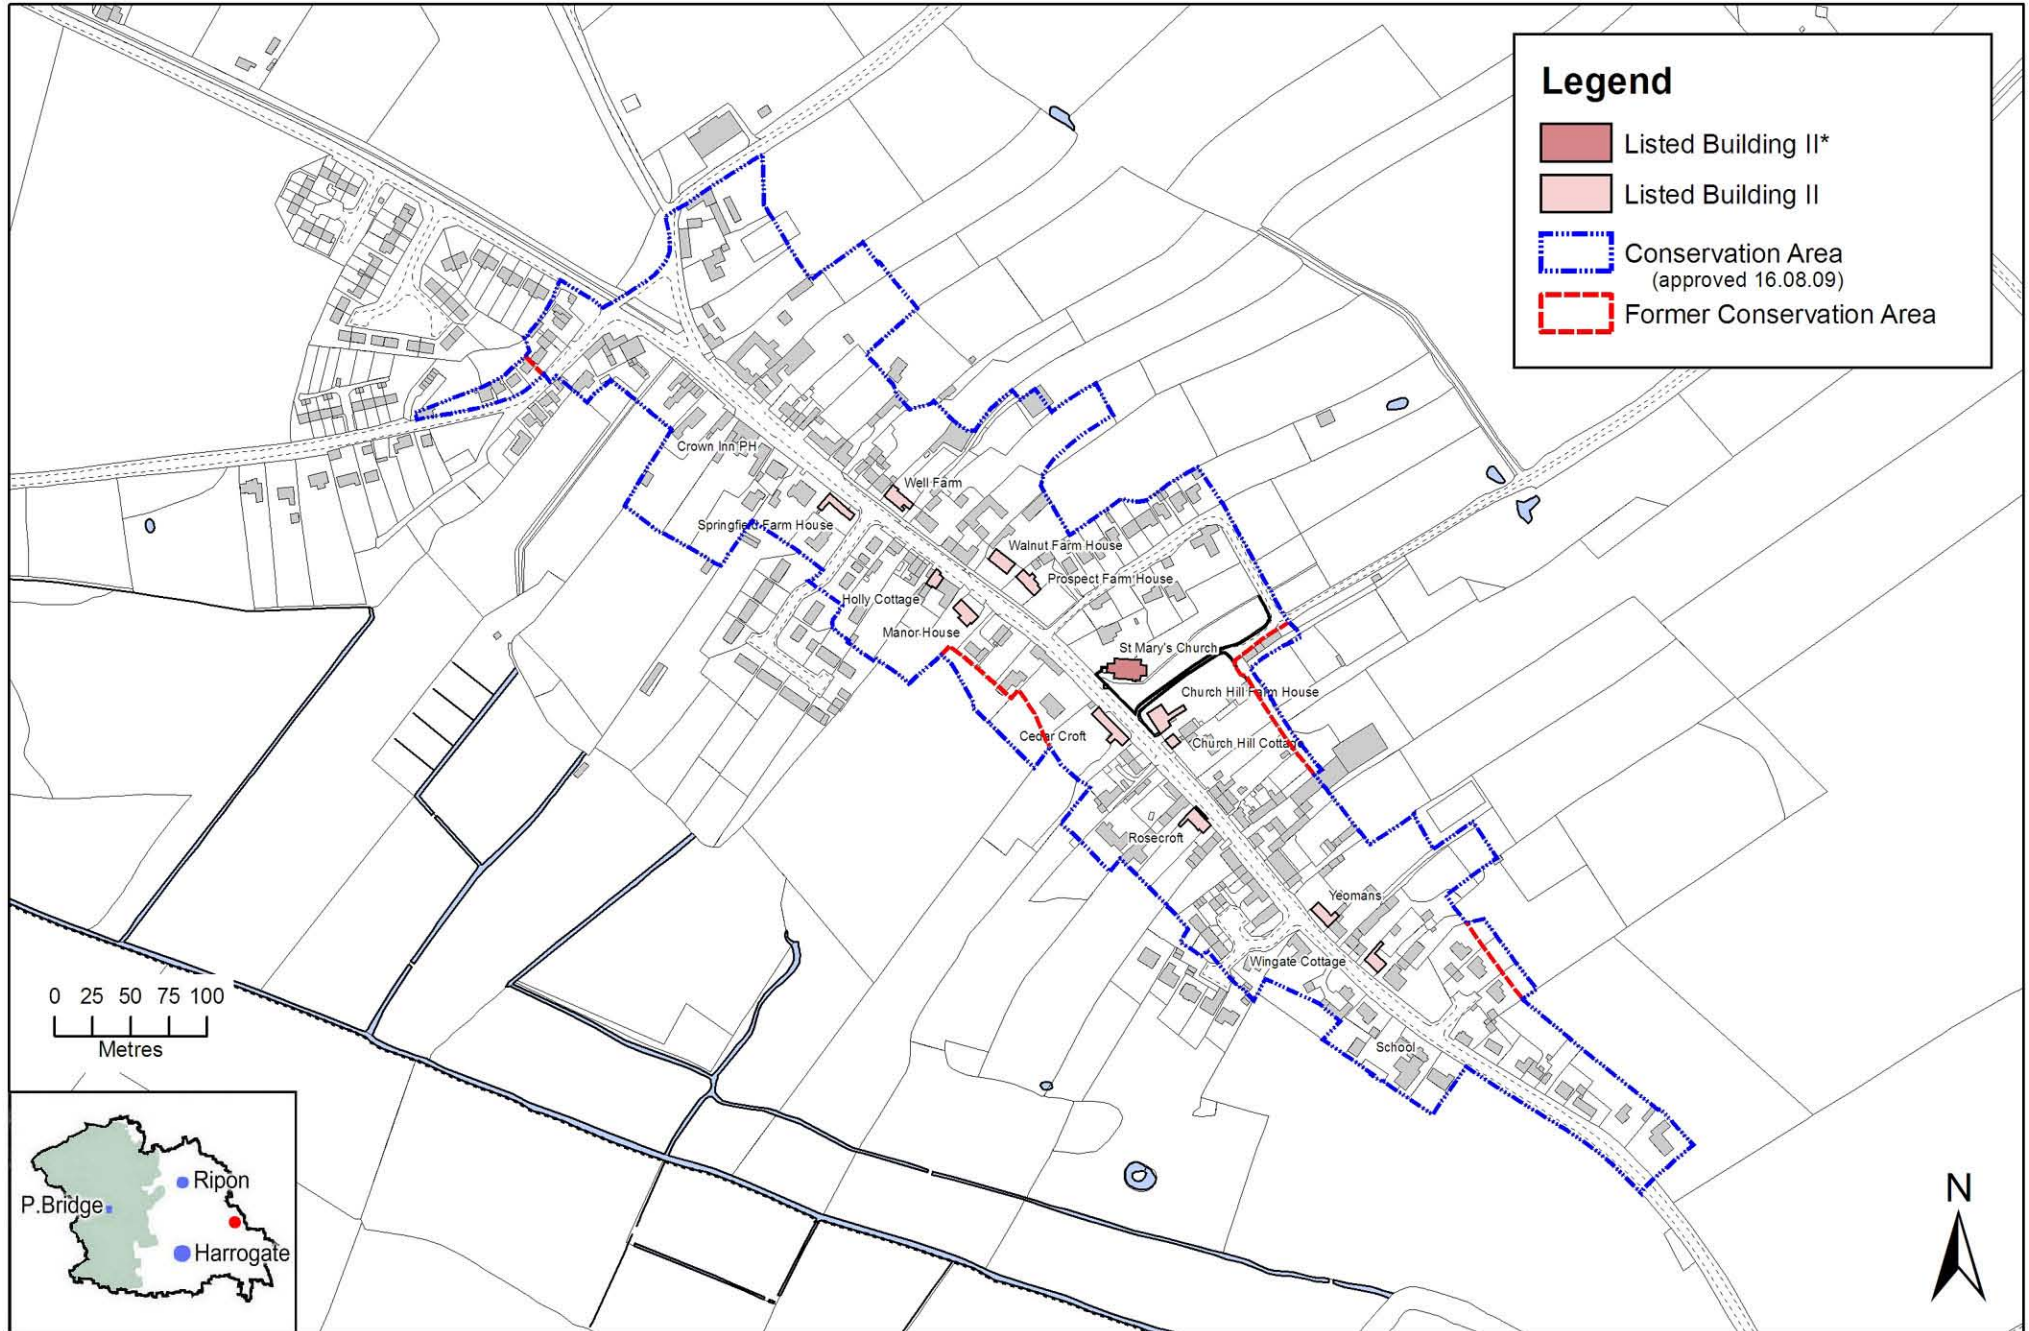 Legend
Listed Building II*
Listed Building II
Conservation Area
(approved 16.08.09)
Former Conservation Area
Crown Inn PH
Well Farm
Springfield Farm House
Walnut Farm House
Prospect Farm House
Holly Cottage
Manor House
St Mary's Church
Church Hill Farm House
Cedar Croft
Church Hill Cottage
Rosecroft
Yeomans
Wingate Cottage
School
0 25 50 75 100
Metres
Ripon
P.Bridge
Harrogate
N